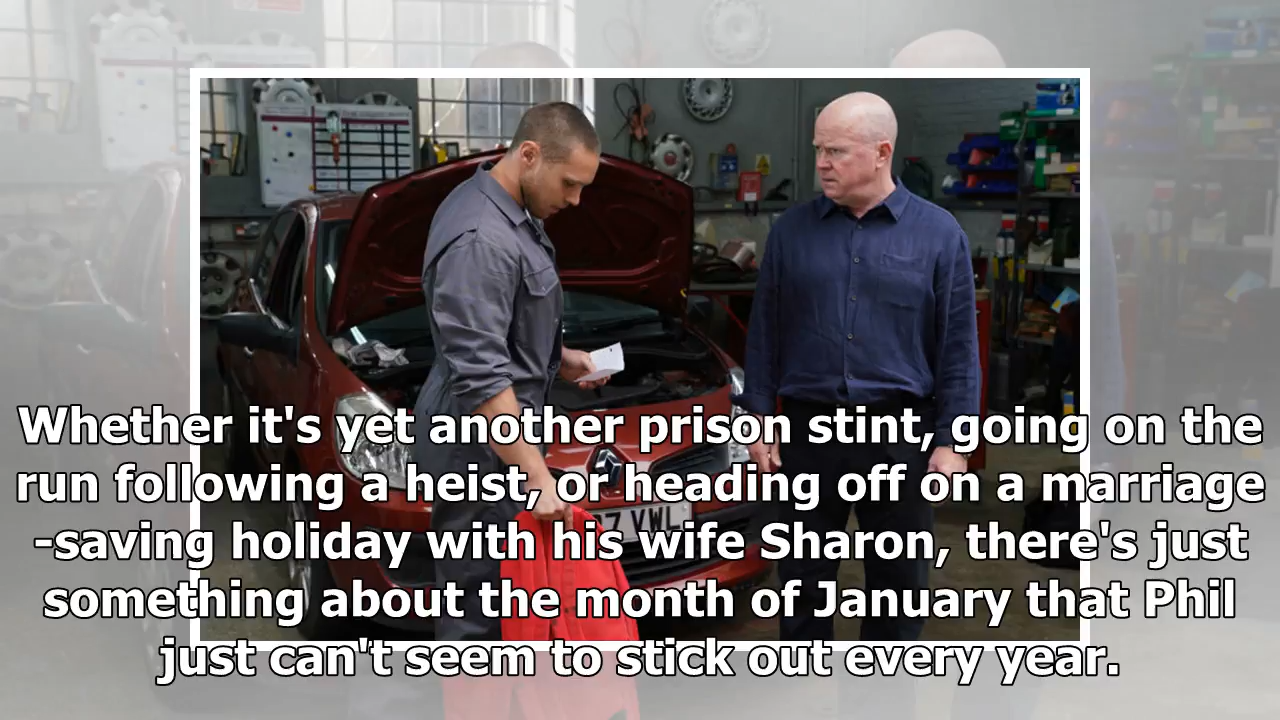 Whether it's yet another prison stint, going on the
run following a heist, or heading off on a marriage
-saving holiday with his wife Sharon, there's just
something about the month of January that Phil
just can't seem to stick out every year.
7 VWL